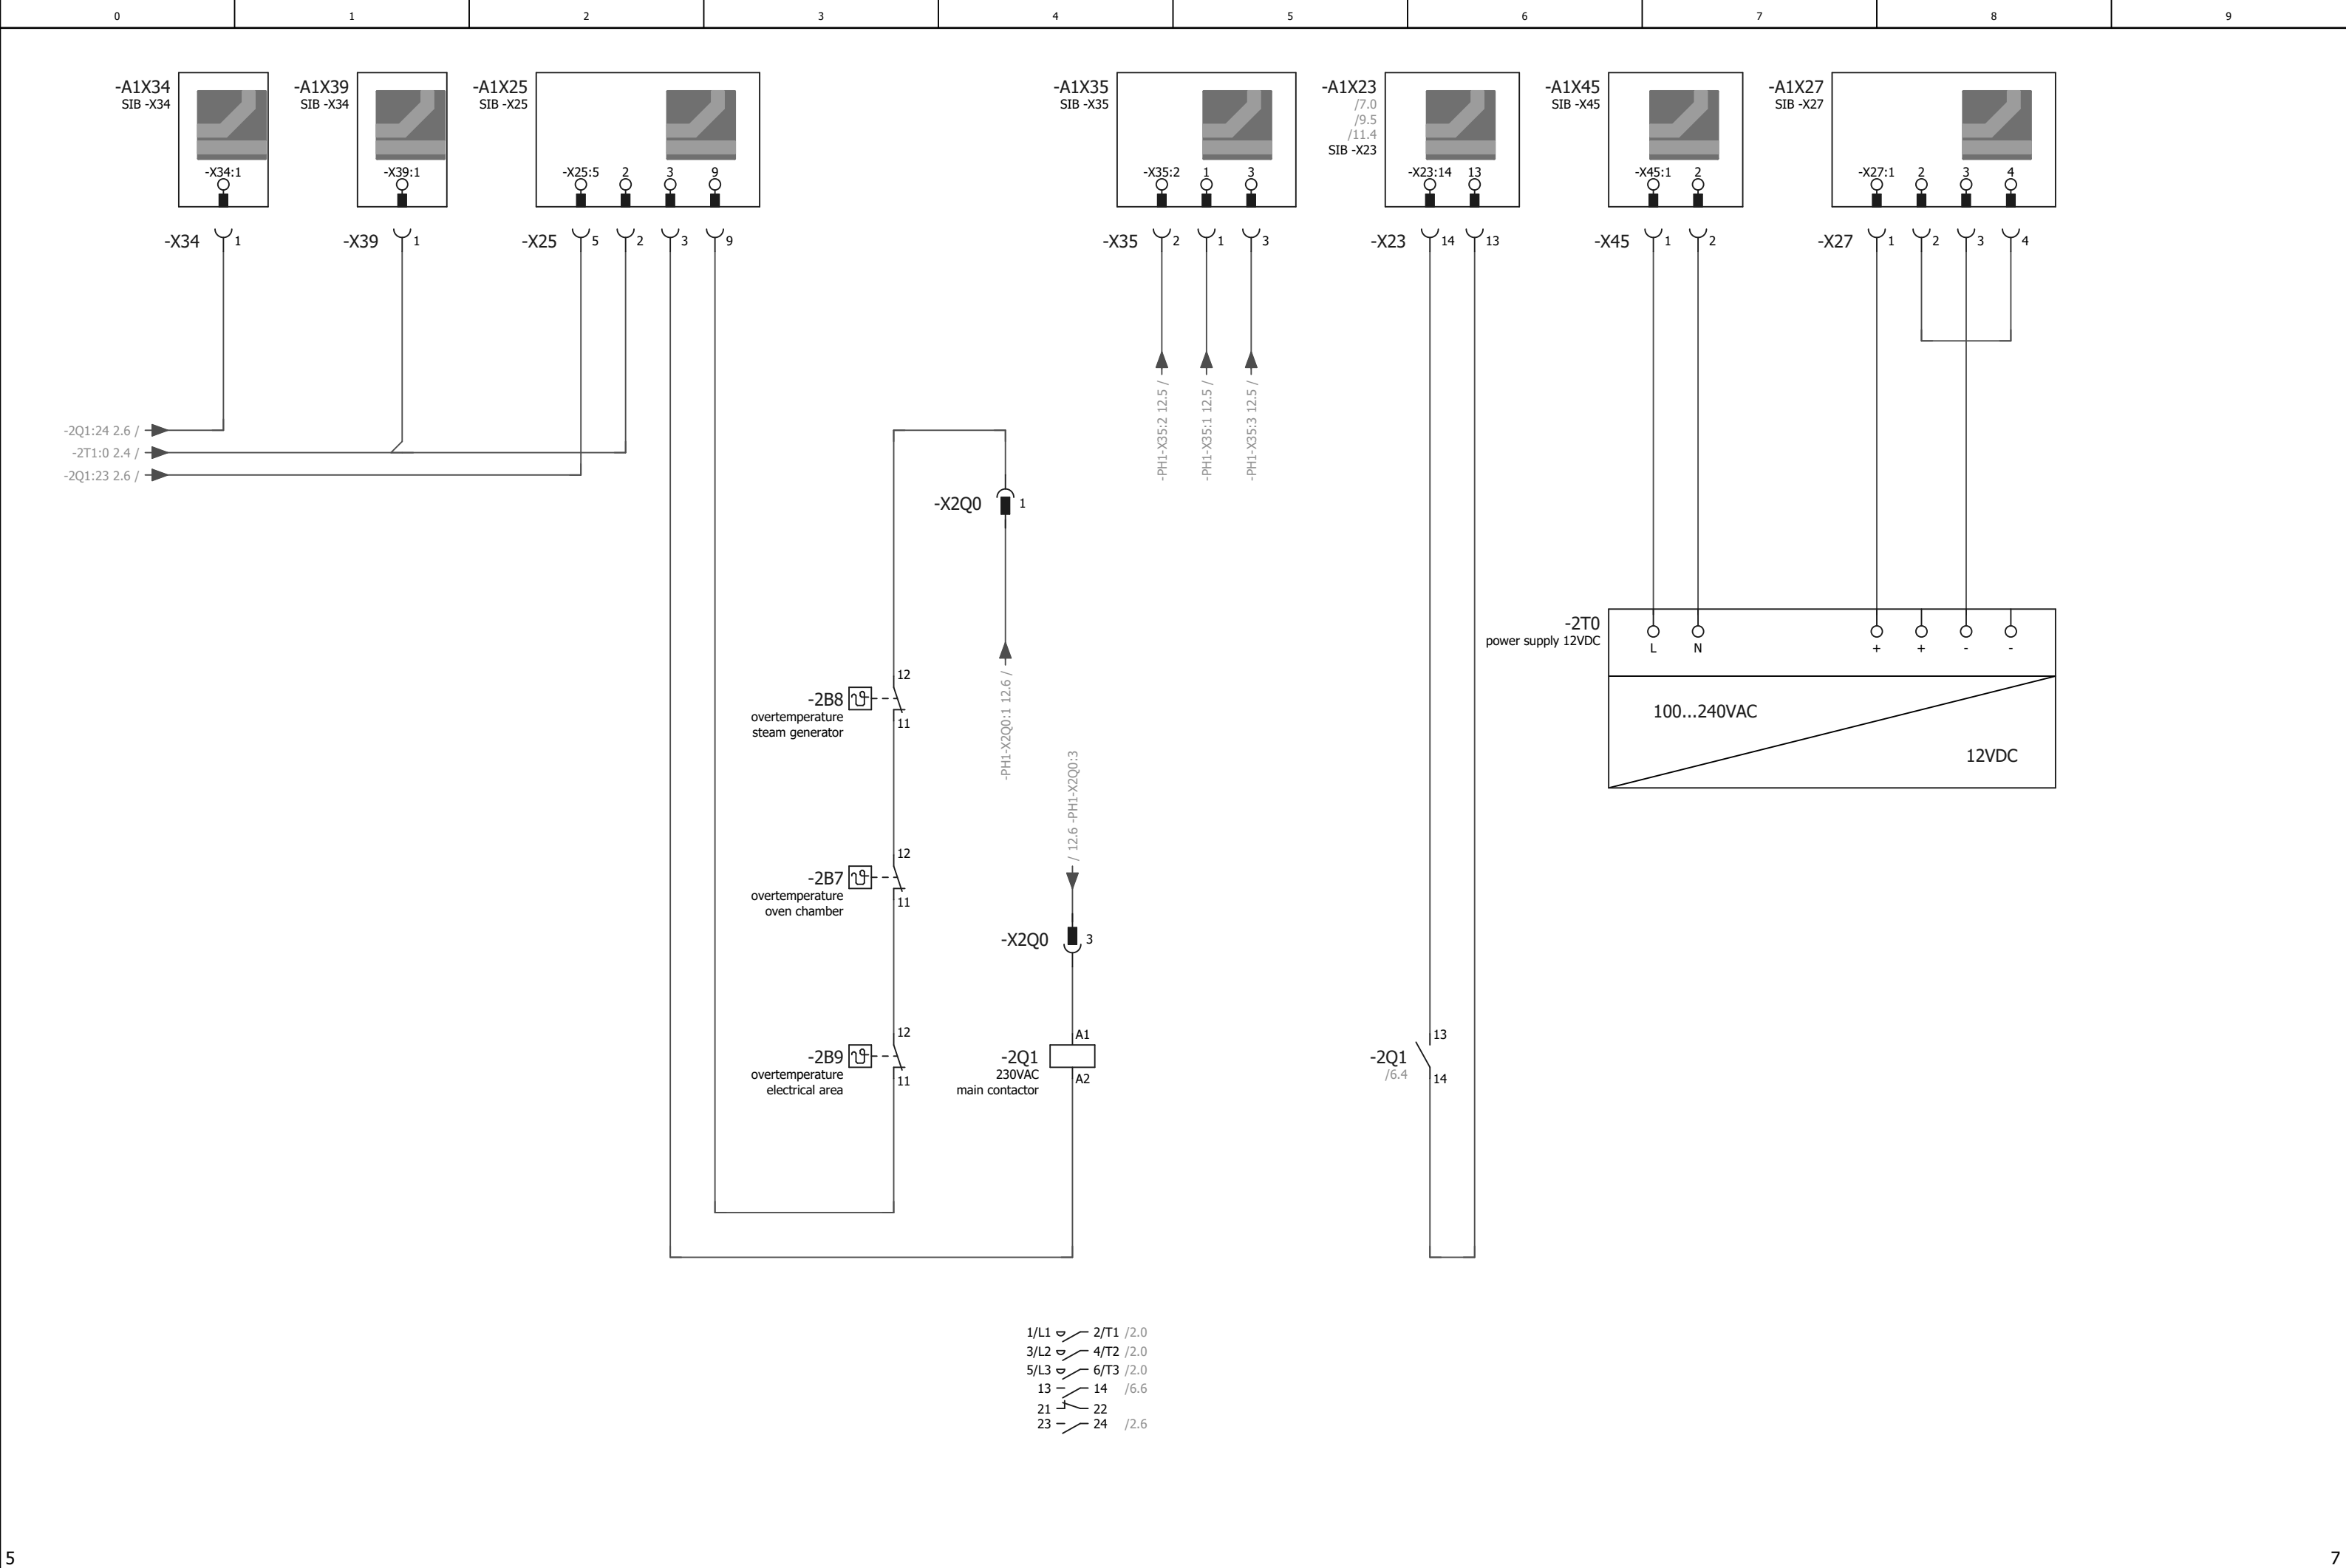 0 1 2 3 4 5 6 7 8 9
-A1X34
SIB -X34
-X34:1
-X34 1
-A1X39
SIB -X34
-X39:1
-X39 1
-A1X25
SIB -X25
-X25:5 2 3 9
-X25 5 2 3 9
-A1X35
SIB -X35
-X35:2 1 3
-X35 2 1 3
-A1X23
/7.0
/9.5
/11.4
SIB -X23
-X23:14 13
-X23 14 13
-A1X45
SIB -X45
-X45:1 2
-X45 1 2
-A1X27
SIB -X27
-X27:1 2 3 4
-X27 1 2 3 4
-2Q1:24 2.6 /
-2T1:0 2.4 /
-2Q1:23 2.6 /
-PH1-X35:2 12.5 /
-PH1-X35:1 12.5 /
-PH1-X35:3 12.5 /
-X2Q0 1
-PH1-X2Q0:1 12.6 /
-2T0
power supply 12VDC
L N + + - -
100...240VAC
12VDC
12
-2B8
overtemperature
steam generator
11
/ 12.6 -PH1-X2Q0:3
12
-2B7
overtemperature
oven chamber
11
-X2Q0 3
12
-2B9
overtemperature
electrical area
11
A1
-2Q1
230VAC
main contactor
A2
13
-2Q1
/6.4
14
1/L1 2/T1 /2.0
3/L2 4/T2 /2.0
5/L3 6/T3 /2.0
13 14 /6.6
21 22
23 24 /2.6
5 7